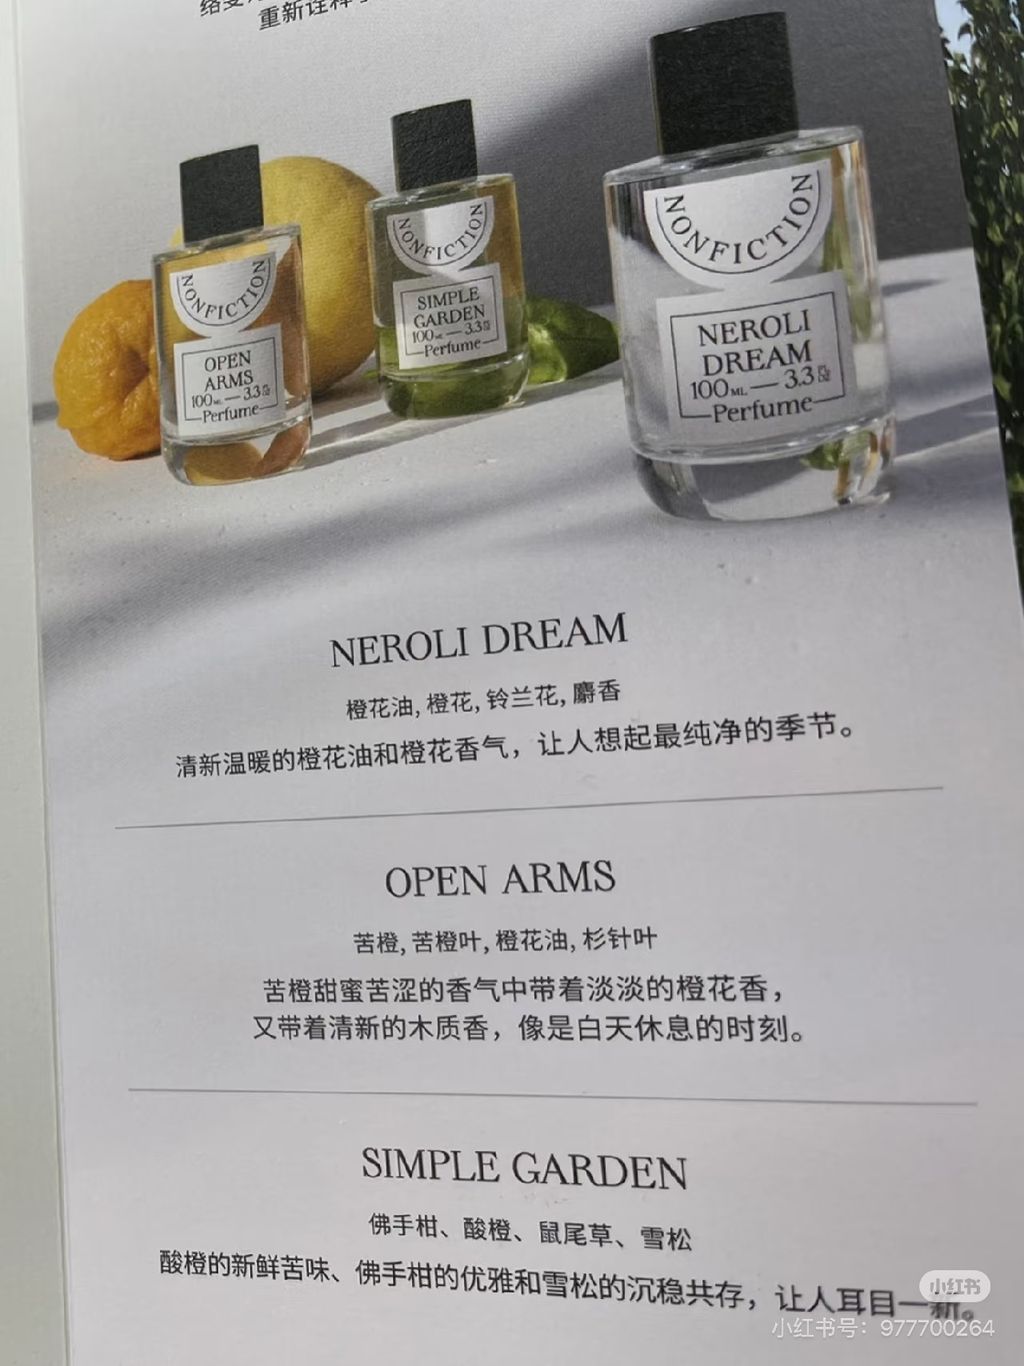 重新诠释
NONFICTION
OPEN
ARMS
100ML — 3.3
Perfume
NONFICTION
SIMPLE
GARDEN
100ML — 3.3
Perfume
NONFICTION
NEROLI
DREAM
100ML — 3.3
Perfume
NEROLI DREAM
橙花油, 橙花, 铃兰花, 麝香
清新温暖的橙花油和橙花香气，让人想起最纯净的季节。
OPEN ARMS
苦橙, 苦橙叶, 橙花油, 杉针叶
苦橙甜蜜苦涩的香气中带着淡淡的橙花香，
又带着清新的木质香，像是白天休息的时刻。
SIMPLE GARDEN
佛手柑、酸橙、鼠尾草、雪松
酸橙的新鲜苦味、佛手柑的优雅和雪松的沉稳共存，让人耳目一新。
小红书
小红书号：977700264